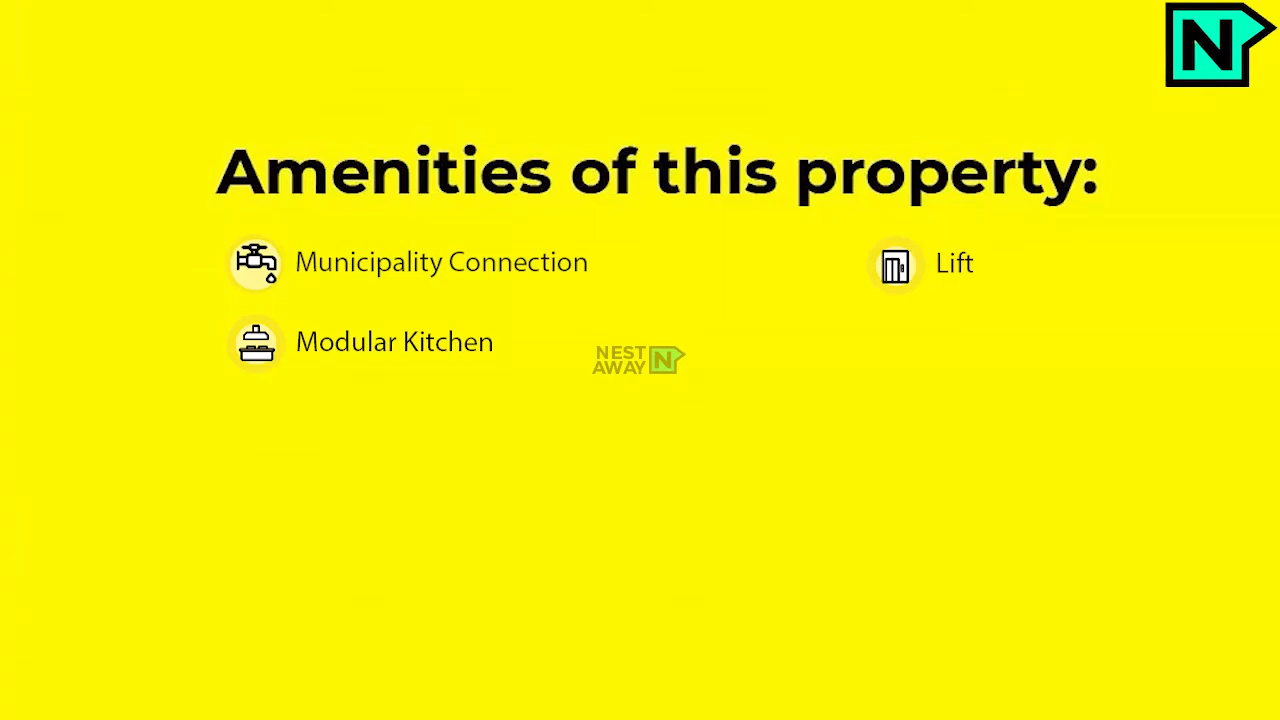 N
Amenities of this property:
Municipality Connection
Lift
Modular Kitchen
NEST
AWAY N